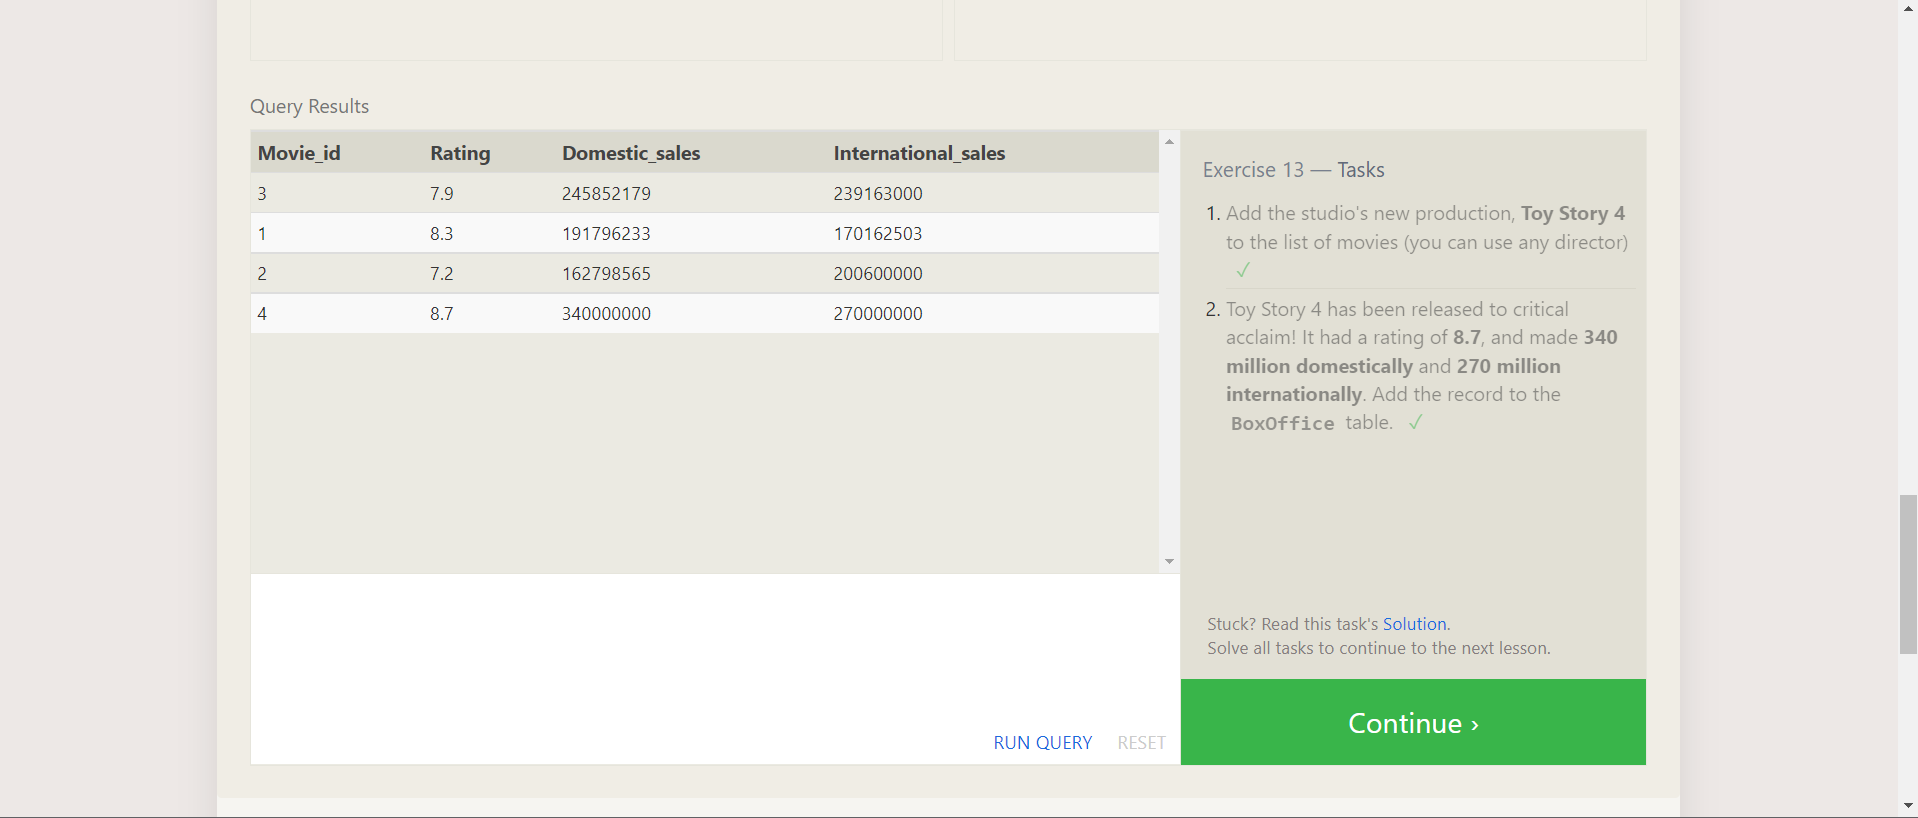 Query Results
Movie_id Rating Domestic_sales International_sales
3 7.9 245852179 239163000
1 8.3 191796233 170162503
2 7.2 162798565 200600000
4 8.7 340000000 270000000
RUN QUERY RESET
Exercise 13 — Tasks
1. Add the studio's new production, Toy Story 4
to the list of movies (you can use any director)
✓
2. Toy Story 4 has been released to critical
acclaim! It had a rating of 8.7, and made 340
million domestically and 270 million
internationally. Add the record to the
BoxOffice table. ✓
Stuck? Read this task's Solution.
Solve all tasks to continue to the next lesson.
Continue ›